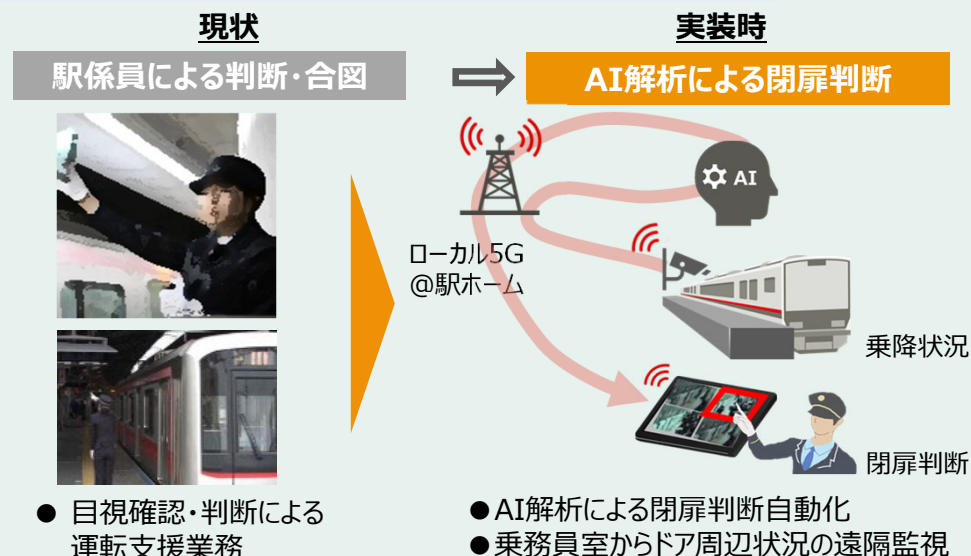 現状
駅係員による判断・合図
目視確認・判断による
運転支援業務
実装時
AI解析による閉扉判断
AI
ローカル5G
@駅ホーム
乗降状況
閉扉判断
●AI解析による閉扉判断自動化
●乗務員室からドア周辺状況の遠隔監視